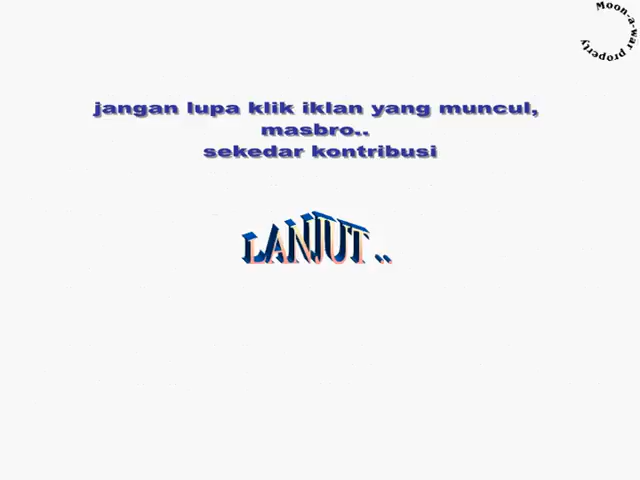 Moon-a-war property
jangan lupa klik iklan yang muncul,
masbro..
sekedar kontribusi
LANJUT ..